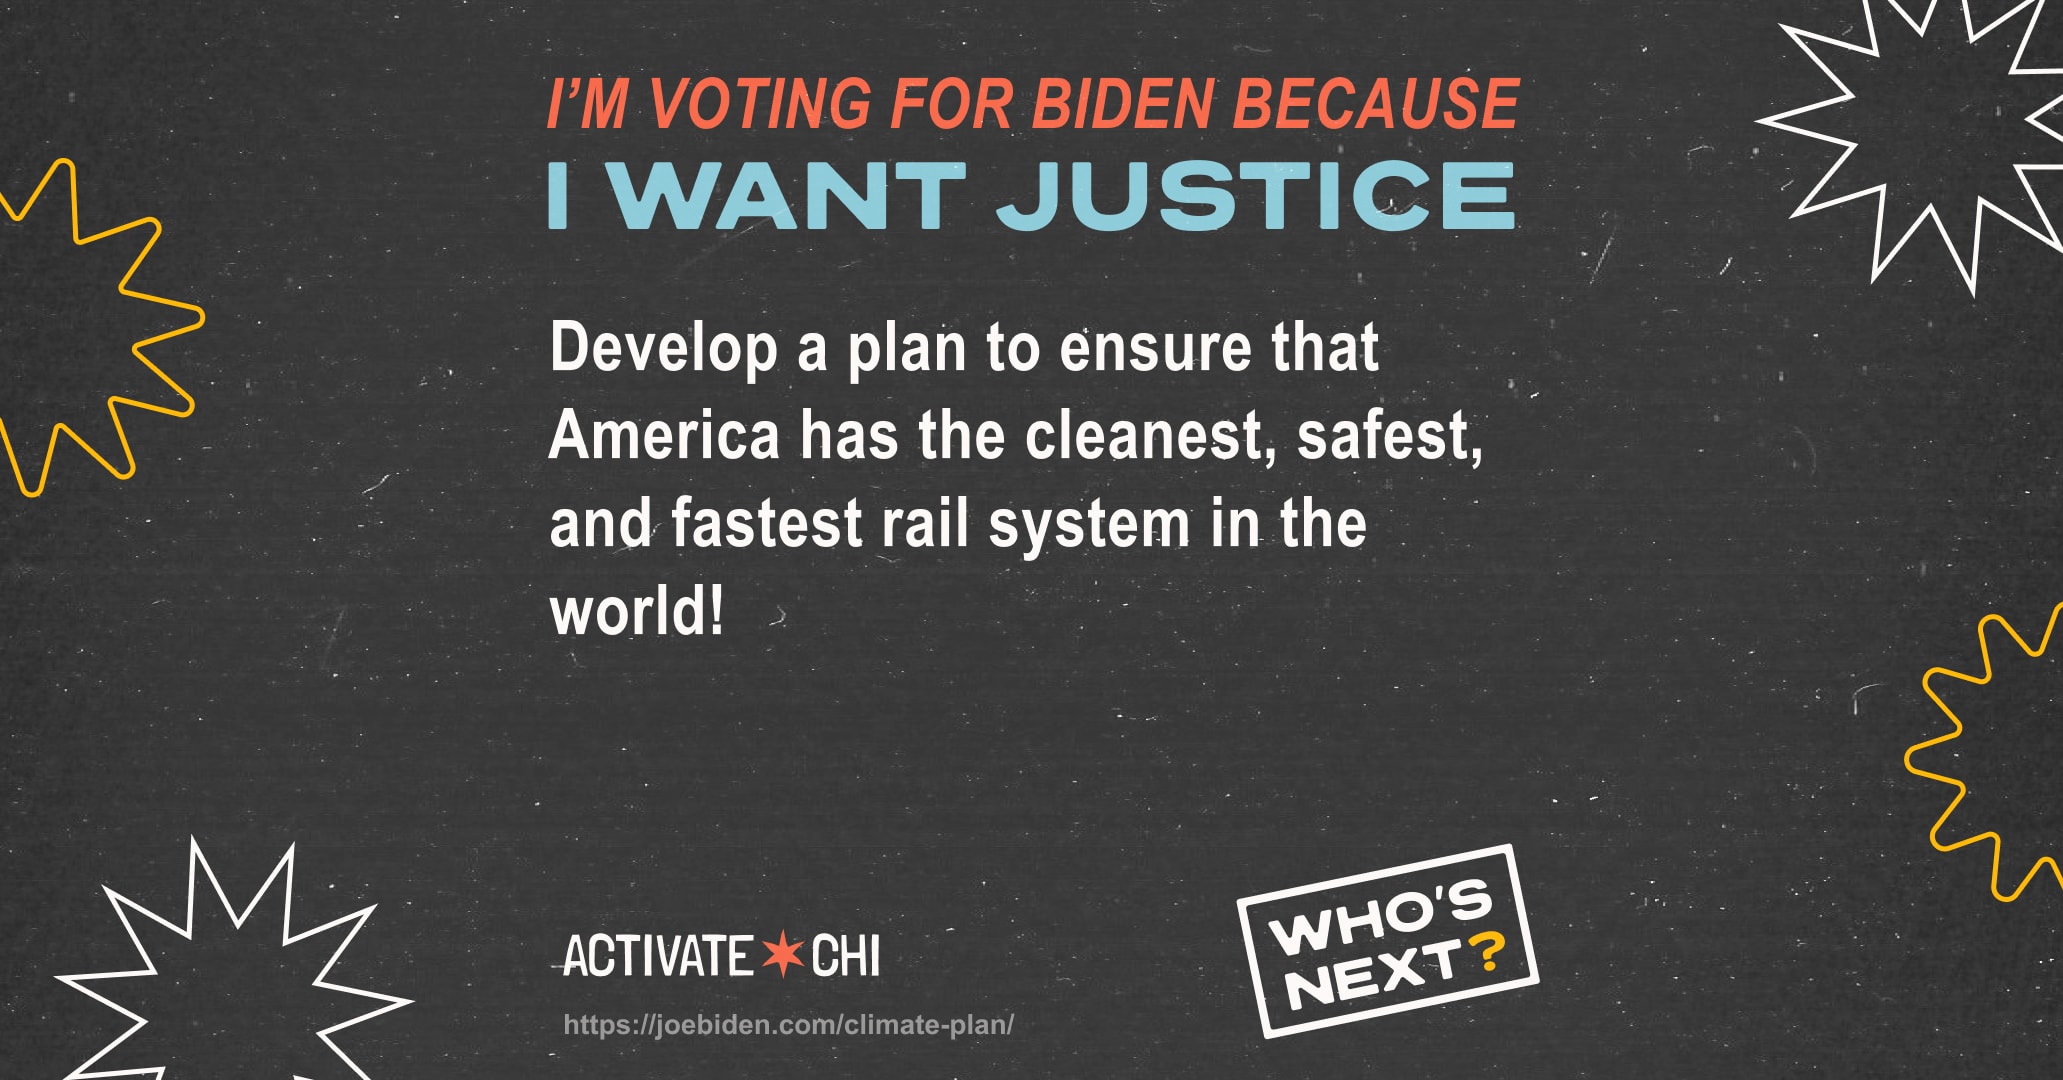 I'M VOTING FOR BIDEN BECAUSE
I WANT JUSTICE
Develop a plan to ensure that
America has the cleanest, safest,
and fastest rail system in the
world!
ACTIVATE CHI
https://joebiden.com/climate-plan/
WHO'S
NEXT?